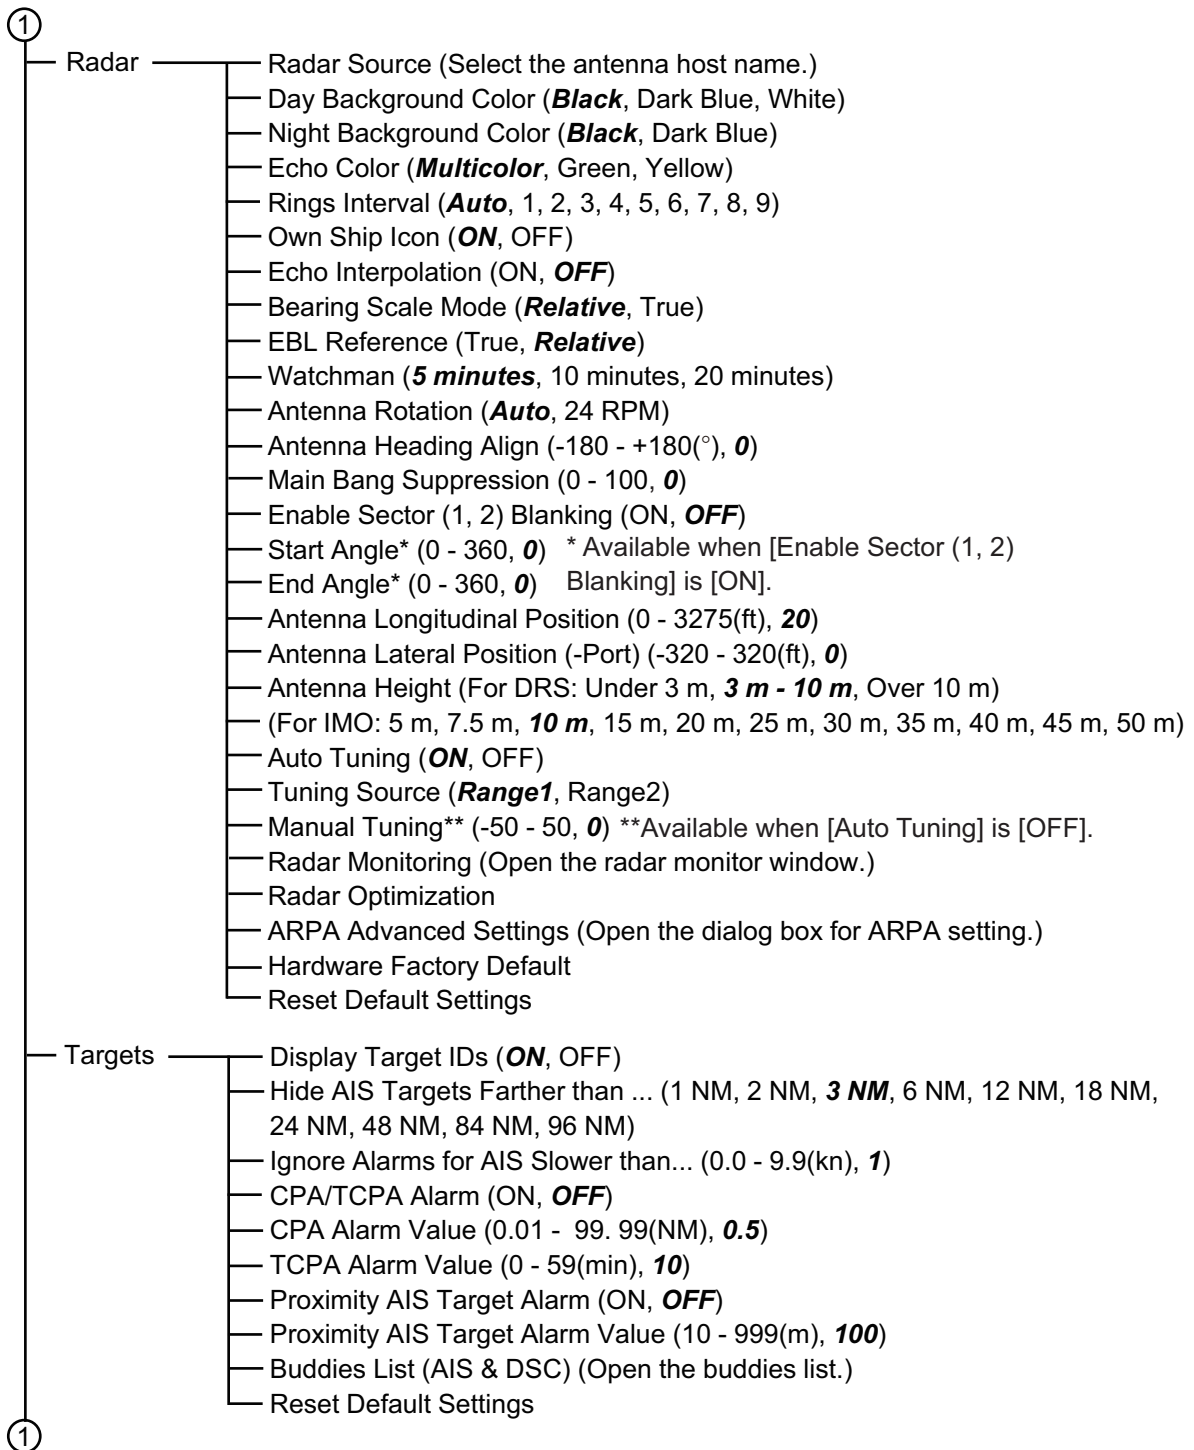 1
Radar
Radar Source (Select the antenna host name.)
Day Background Color (Black, Dark Blue, White)
Night Background Color (Black, Dark Blue)
Echo Color (Multicolor, Green, Yellow)
Rings Interval (Auto, 1, 2, 3, 4, 5, 6, 7, 8, 9)
Own Ship Icon (ON, OFF)
Echo Interpolation (ON, OFF)
Bearing Scale Mode (Relative, True)
EBL Reference (True, Relative)
Watchman (5 minutes, 10 minutes, 20 minutes)
Antenna Rotation (Auto, 24 RPM)
Antenna Heading Align (-180 - +180(°), 0)
Main Bang Suppression (0 - 100, 0)
Enable Sector (1, 2) Blanking (ON, OFF)
Start Angle* (0 - 360, 0) * Available when [Enable Sector (1, 2)
End Angle* (0 - 360, 0) Blanking] is [ON].
Antenna Longitudinal Position (0 - 3275(ft), 20)
Antenna Lateral Position (-Port) (-320 - 320(ft), 0)
Antenna Height (For DRS: Under 3 m, 3 m - 10 m, Over 10 m)
(For IMO: 5 m, 7.5 m, 10 m, 15 m, 20 m, 25 m, 30 m, 35 m, 40 m, 45 m, 50 m)
Auto Tuning (ON, OFF)
Tuning Source (Range1, Range2)
Manual Tuning** (-50 - 50, 0) **Available when [Auto Tuning] is [OFF].
Radar Monitoring (Open the radar monitor window.)
Radar Optimization
ARPA Advanced Settings (Open the dialog box for ARPA setting.)
Hardware Factory Default
Reset Default Settings
Targets
Display Target IDs (ON, OFF)
Hide AIS Targets Farther than ... (1 NM, 2 NM, 3 NM, 6 NM, 12 NM, 18 NM,
24 NM, 48 NM, 84 NM, 96 NM)
Ignore Alarms for AIS Slower than... (0.0 - 9.9(kn), 1)
CPA/TCPA Alarm (ON, OFF)
CPA Alarm Value (0.01 - 99. 99(NM), 0.5)
TCPA Alarm Value (0 - 59(min), 10)
Proximity AIS Target Alarm (ON, OFF)
Proximity AIS Target Alarm Value (10 - 999(m), 100)
Buddies List (AIS & DSC) (Open the buddies list.)
Reset Default Settings
1